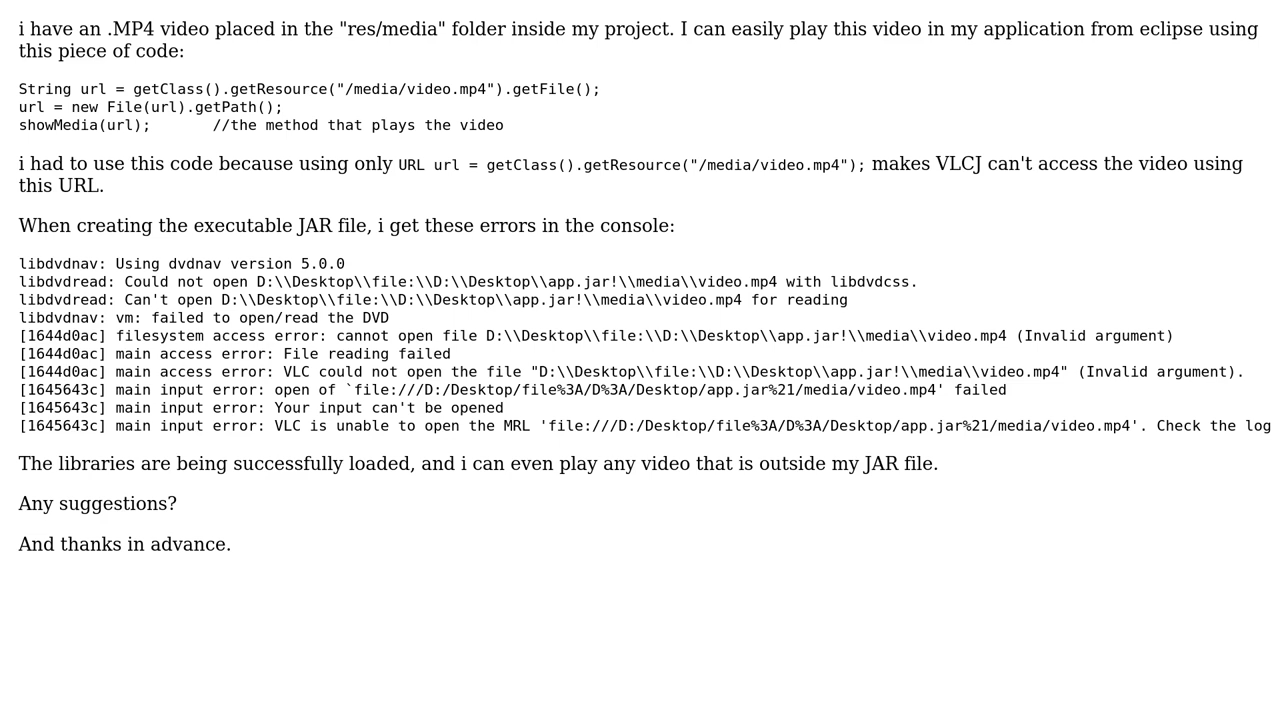 i have an .MP4 video placed in the "res/media" folder inside my project. I can easily play this video in my application from eclipse using
this piece of code:
String url = getClass().getResource("/media/video.mp4").getFile();
url = new File(url).getPath();
showMedia(url);       //the method that plays the video
i had to use this code because using only URL url = getClass().getResource("/media/video.mp4"); makes VLCJ can't access the video using
this URL.
When creating the executable JAR file, i get these errors in the console:
libdvdnav: Using dvdnav version 5.0.0
libdvdread: Could not open D:\\Desktop\\file:\\D:\\Desktop\\app.jar!\\media\\video.mp4 with libdvdcss.
libdvdread: Can't open D:\\Desktop\\file:\\D:\\Desktop\\app.jar!\\media\\video.mp4 for reading
libdvdnav: vm: failed to open/read the DVD
[1644d0ac] filesystem access error: cannot open file D:\\Desktop\\file:\\D:\\Desktop\\app.jar!\\media\\video.mp4 (Invalid argument)
[1644d0ac] main access error: File reading failed
[1644d0ac] main access error: VLC could not open the file "D:\\Desktop\\file:\\D:\\Desktop\\app.jar!\\media\\video.mp4" (Invalid argument).
[1645643c] main input error: open of `file:///D:/Desktop/file%3A/D%3A/Desktop/app.jar%21/media/video.mp4' failed
[1645643c] main input error: Your input can't be opened
[1645643c] main input error: VLC is unable to open the MRL 'file:///D:/Desktop/file%3A/D%3A/Desktop/app.jar%21/media/video.mp4'. Check the log
The libraries are being successfully loaded, and i can even play any video that is outside my JAR file.
Any suggestions?
And thanks in advance.